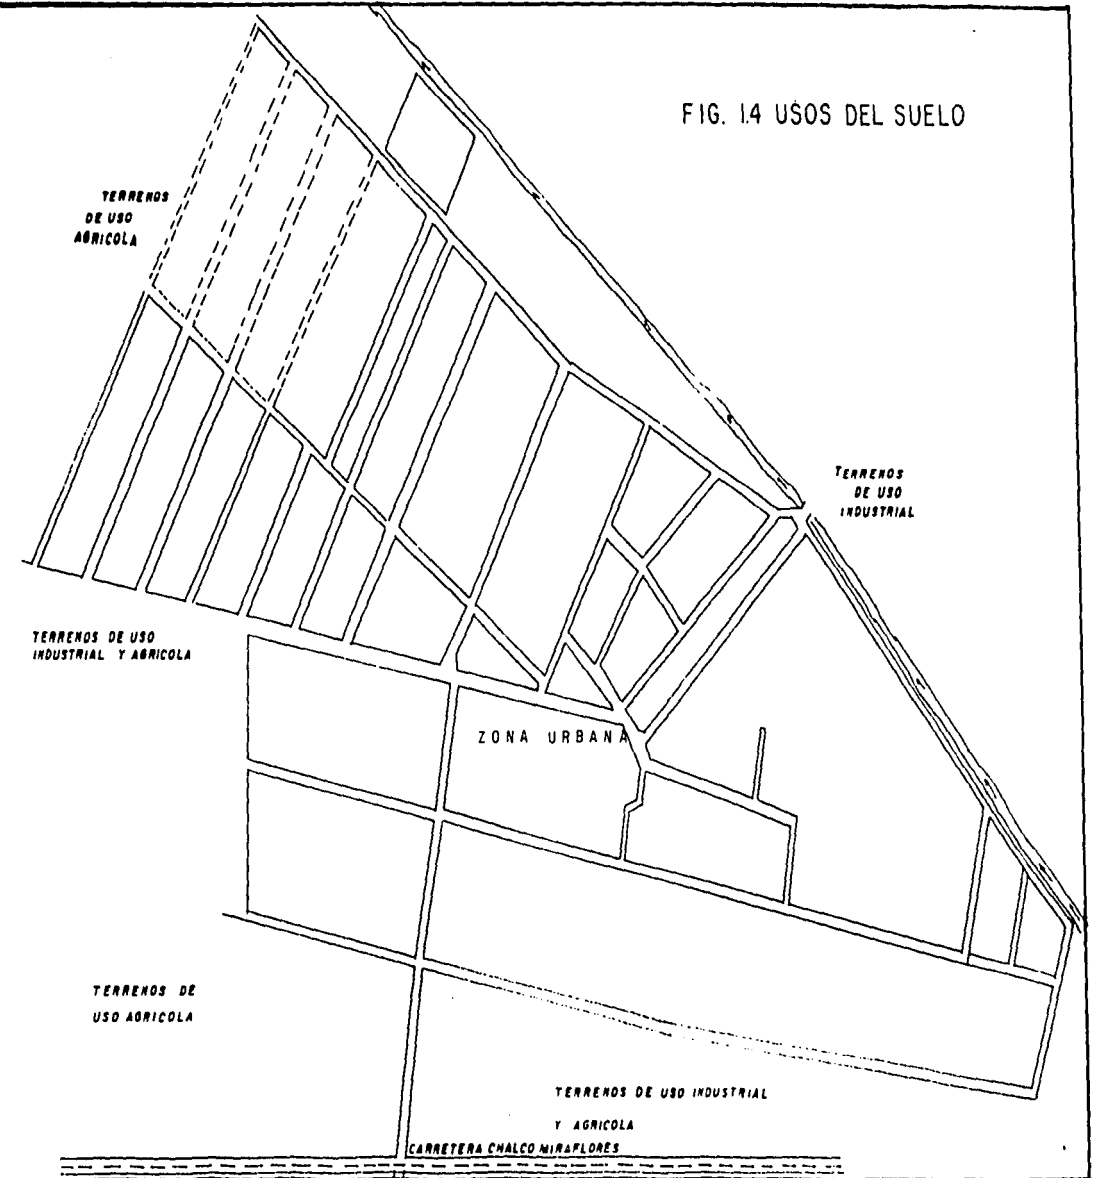 FIG. 1.4 USOS DEL SUELO
TERRENOS
DE USO
AGRICOLA
TERRENOS
DE USO
INDUSTRIAL
TERRENOS DE USO
INDUSTRIAL Y AGRICOLA
ZONA URBANA
TERRENOS DE
USO AGRICOLA
TERRENOS DE USO INDUSTRIAL
Y AGRICOLA
CARRETERA CHALCO MIRAFLORES